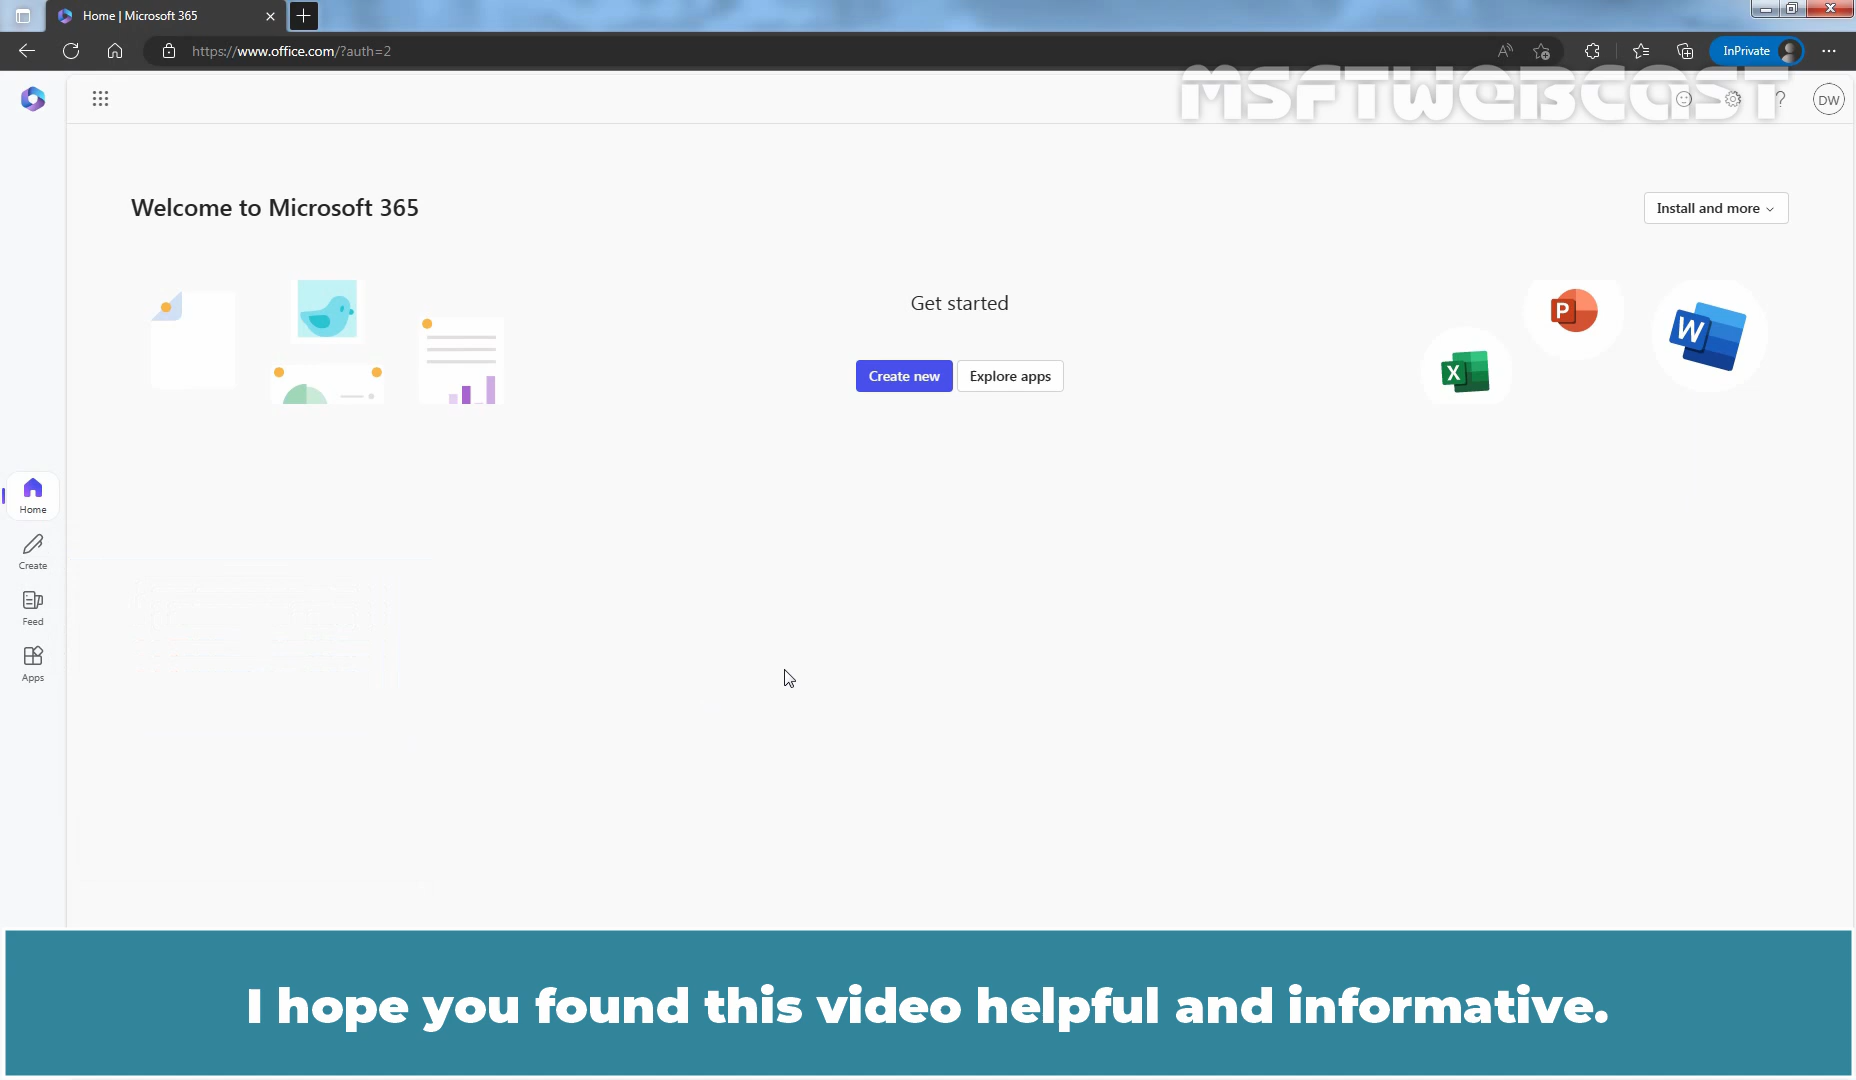 Home | Microsoft 365
https://www.office.com/?auth=2
InPrivate
MSFTWEBCAST
DW
Welcome to Microsoft 365
Install and more
Get started
P
W
X
Create new
Explore apps
Home
Create
Feed
Apps
I hope you found this video helpful and informative.